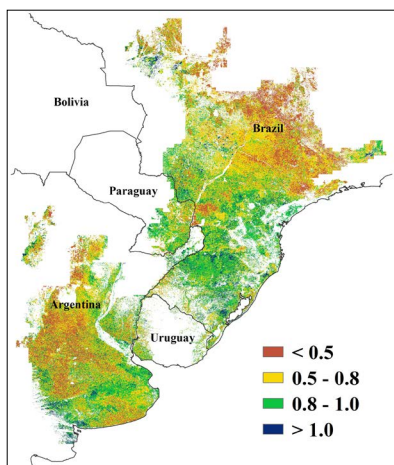 Bolivia
Brazil
Paraguay
Argentina
Uruguay
< 0.5
0.5 - 0.8
0.8 - 1.0
> 1.0